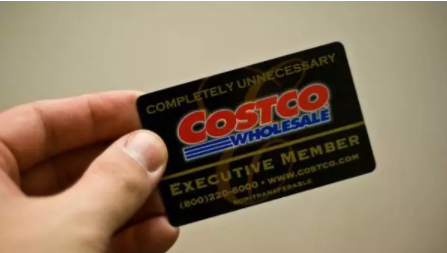 COMPLETELY UNNECESSARY
COSTCO
WHOLESALE
EXECUTIVE MEMBER
(800)220-6000 • WWW.COSTCO.COM
NONTRANSFERABLE